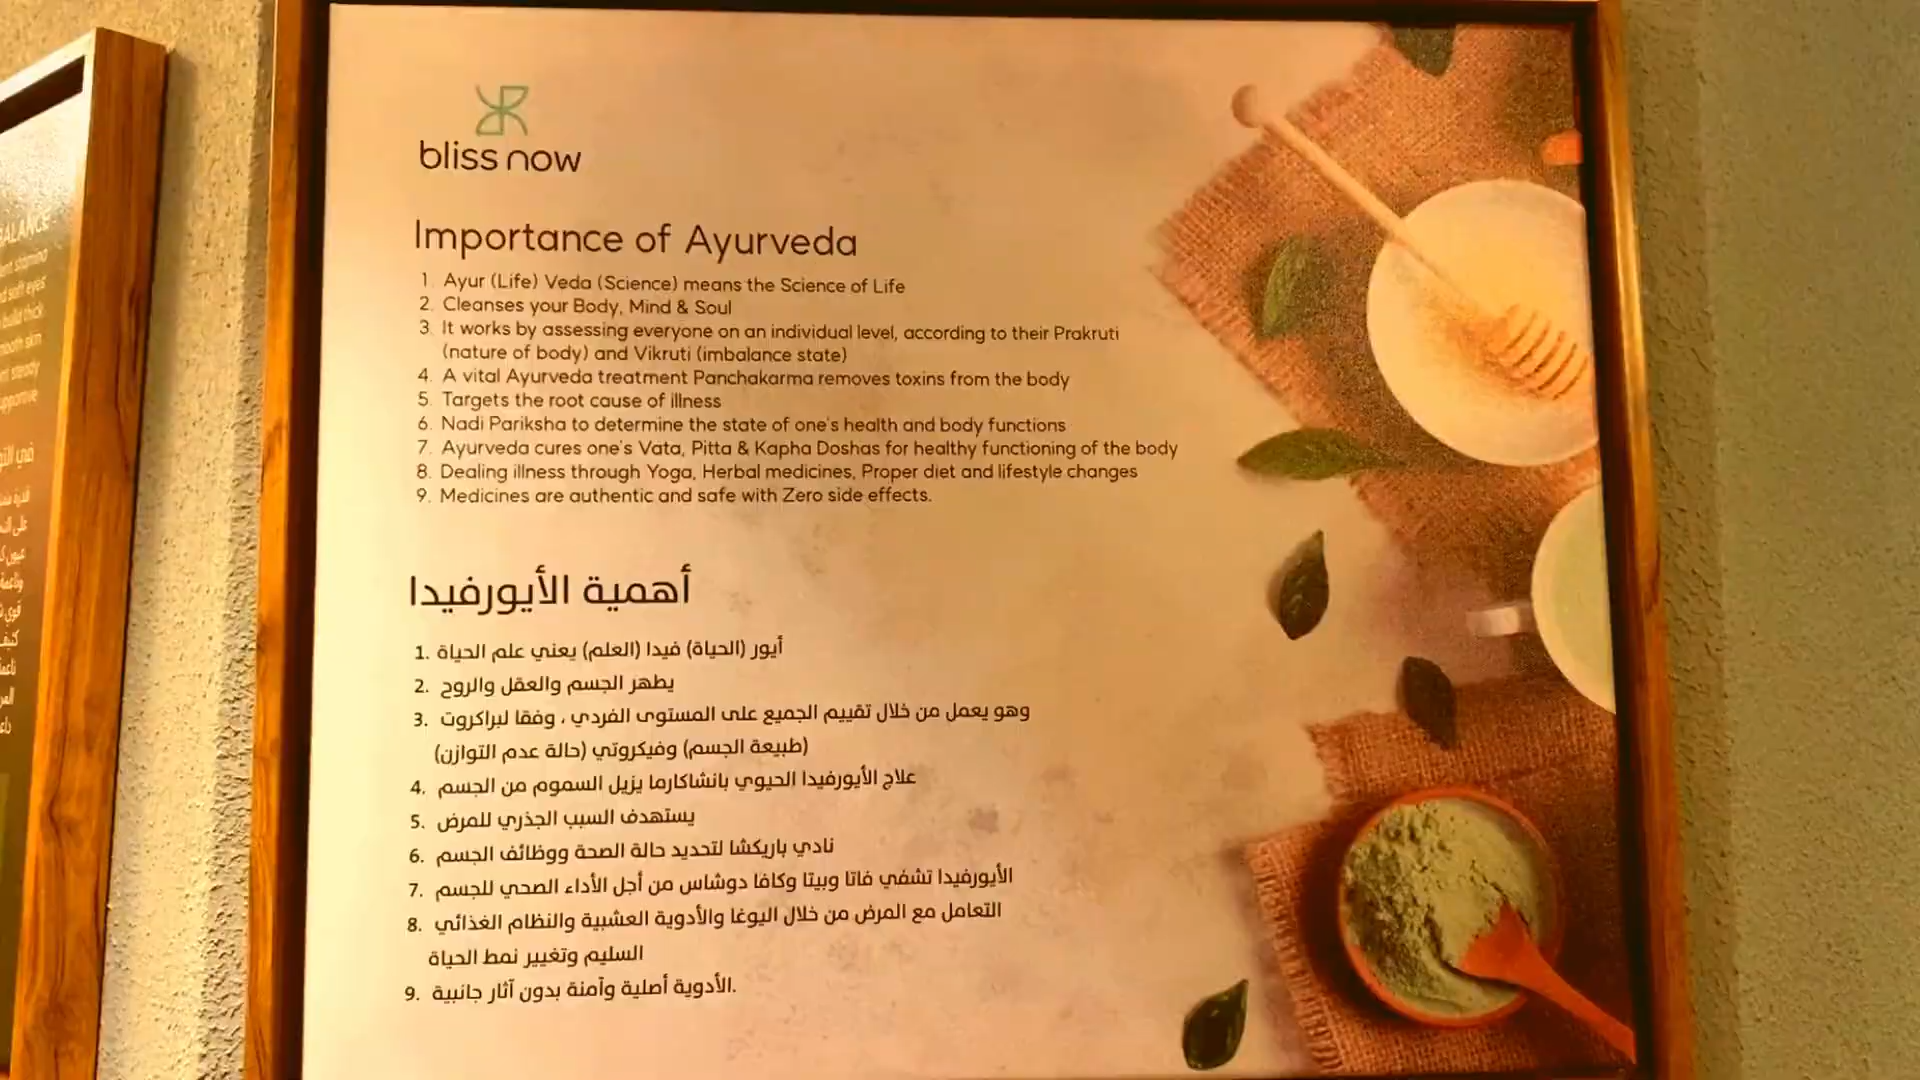 bliss now
Importance of Ayurveda
1. Ayur (Life) Veda (Science) means the Science of Life
2. Cleanses your Body, Mind & Soul
3. It works by assessing everyone on an individual level, according to their Prakruti
(nature of body) and Vikruti (imbalance state)
4. A vital Ayurveda treatment Panchakarma removes toxins from the body
5. Targets the root cause of illness
6. Nadi Pariksha to determine the state of one's health and body functions
7. Ayurveda cures one's Vata, Pitta & Kapha Doshas for healthy functioning of the body
8. Dealing illness through Yoga, Herbal medicines, Proper diet and lifestyle changes
9. Medicines are authentic and safe with Zero side effects.
أهمية الأيورفيدا
1. أيور (الحياة) فيدا (العلم) يعني علم الحياة
2. يطهر الجسم والعقل والروح
3. وهو يعمل من خلال تقييم الجميع على المستوى الفردي ، وفقا لبراكروت
(طبيعة الجسم) وفيكروتي (حالة عدم التوازن)
4. علاج الأيورفيدا الحيوي بانشاكارما يزيل السموم من الجسم
5. يستهدف السبب الجذري للمرض
6. نادي باريكشا لتحديد حالة الصحة ووظائف الجسم
7. الأيورفيدا تشفي فاتا وبيتا وكافا دوشاس من أجل الأداء الصحي للجسم
8. التعامل مع المرض من خلال اليوغا والأدوية العشبية والنظام الغذائي
السليم وتغيير نمط الحياة
9. الأدوية أصلية وآمنة بدون آثار جانبية.
BALANCE
stamina
soft eyes
build thick
smooth skin
steady
supportive